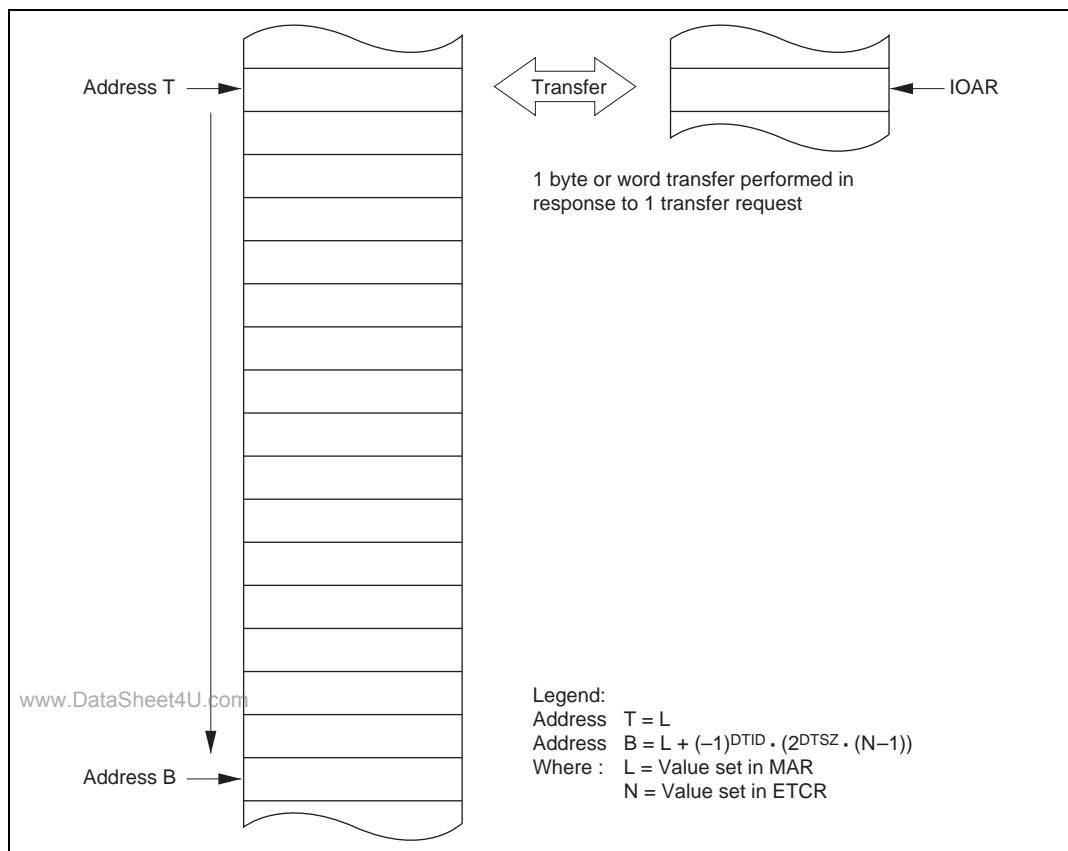 Address T
Transfer
IOAR
1 byte or word transfer performed in
response to 1 transfer request
www.DataSheet4U.com
Address B
Legend:
Address T = L
Address B = L + (–1)^DTID · (2^DTSZ · (N–1))
Where : L = Value set in MAR
N = Value set in ETCR